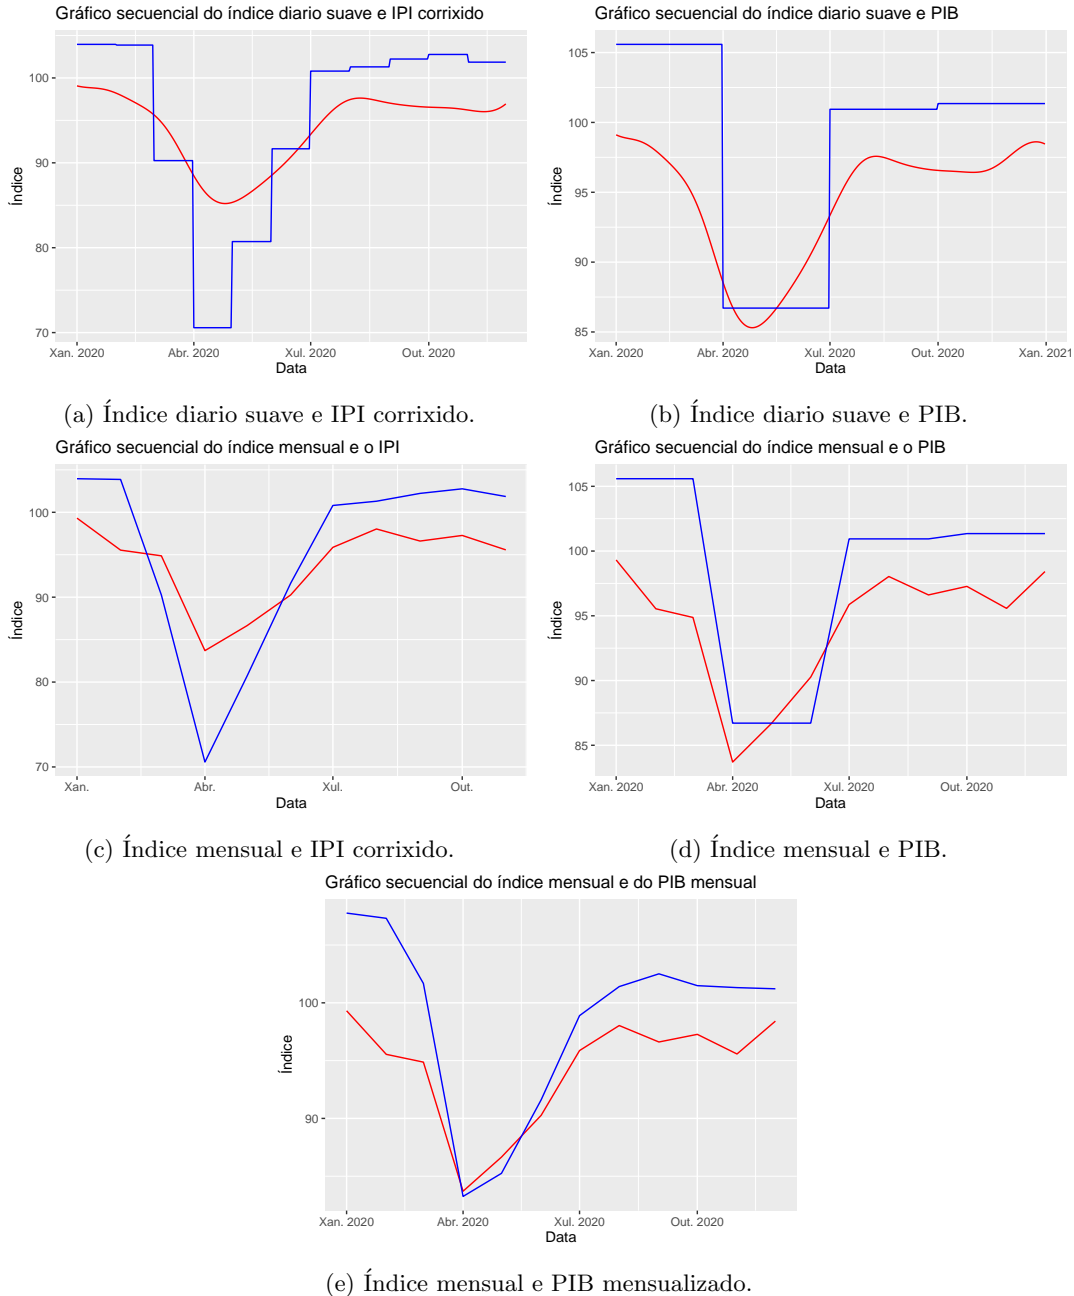 Gráfico secuencial do índice diario suave e IPI corrixido
Índice
100
90
80
70
Xan. 2020 Abr. 2020 Xul. 2020 Out. 2020
Data
(a) Índice diario suave e IPI corrixido.
Gráfico secuencial do índice diario suave e PIB
Índice
105
100
95
90
85
Xan. 2020 Abr. 2020 Xul. 2020 Out. 2020 Xan. 2021
Data
(b) Índice diario suave e PIB.
Gráfico secuencial do índice mensual e o IPI
Índice
100
90
80
70
Xan. Abr. Xul. Out.
Data
(c) Índice mensual e IPI corrixido.
Gráfico secuencial do índice mensual e o PIB
Índice
105
100
95
90
85
Xan. 2020 Abr. 2020 Xul. 2020 Out. 2020
Data
(d) Índice mensual e PIB.
Gráfico secuencial do índice mensual e do PIB mensual
Índice
100
90
Xan. 2020 Abr. 2020 Xul. 2020 Out. 2020
Data
(e) Índice mensual e PIB mensualizado.